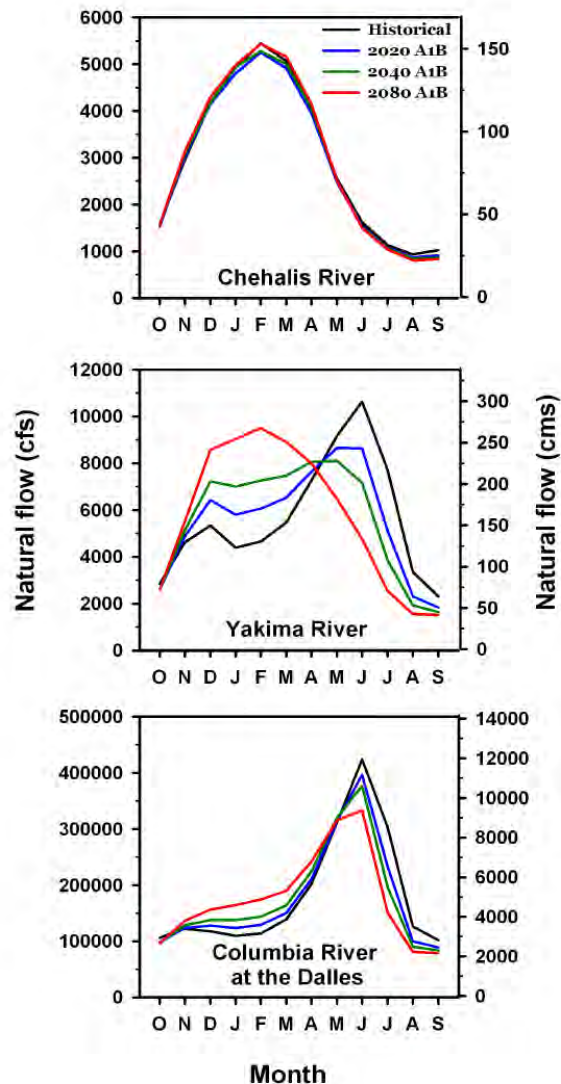 6000
5000
4000
3000
2000
1000
0
Historical
2020 A1B
2040 A1B
2080 A1B
150
100
50
0
Chehalis River
O N D J F M A M J J A S
Natural flow (cfs)
12000
10000
8000
6000
4000
2000
0
300
250
200
150
100
50
0
Natural flow (cms)
Yakima River
O N D J F M A M J J A S
500000
400000
300000
200000
100000
0
14000
12000
10000
8000
6000
4000
2000
0
Columbia River
at the Dalles
O N D J F M A M J J A S
Month